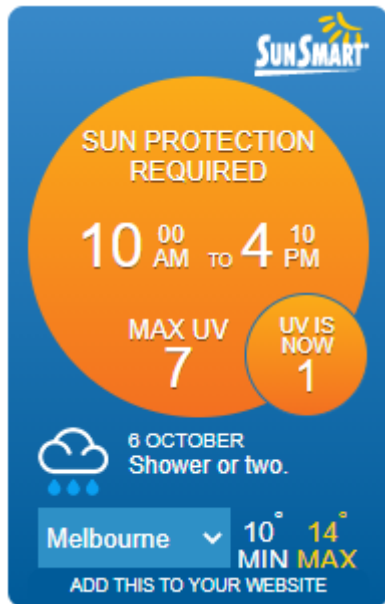 SUNSMART
SUN PROTECTION
REQUIRED
10 00 AM TO 4 10 PM
MAX UV
7
UV IS
NOW
1
6 OCTOBER
Shower or two.
Melbourne
10° MIN 14° MAX
ADD THIS TO YOUR WEBSITE